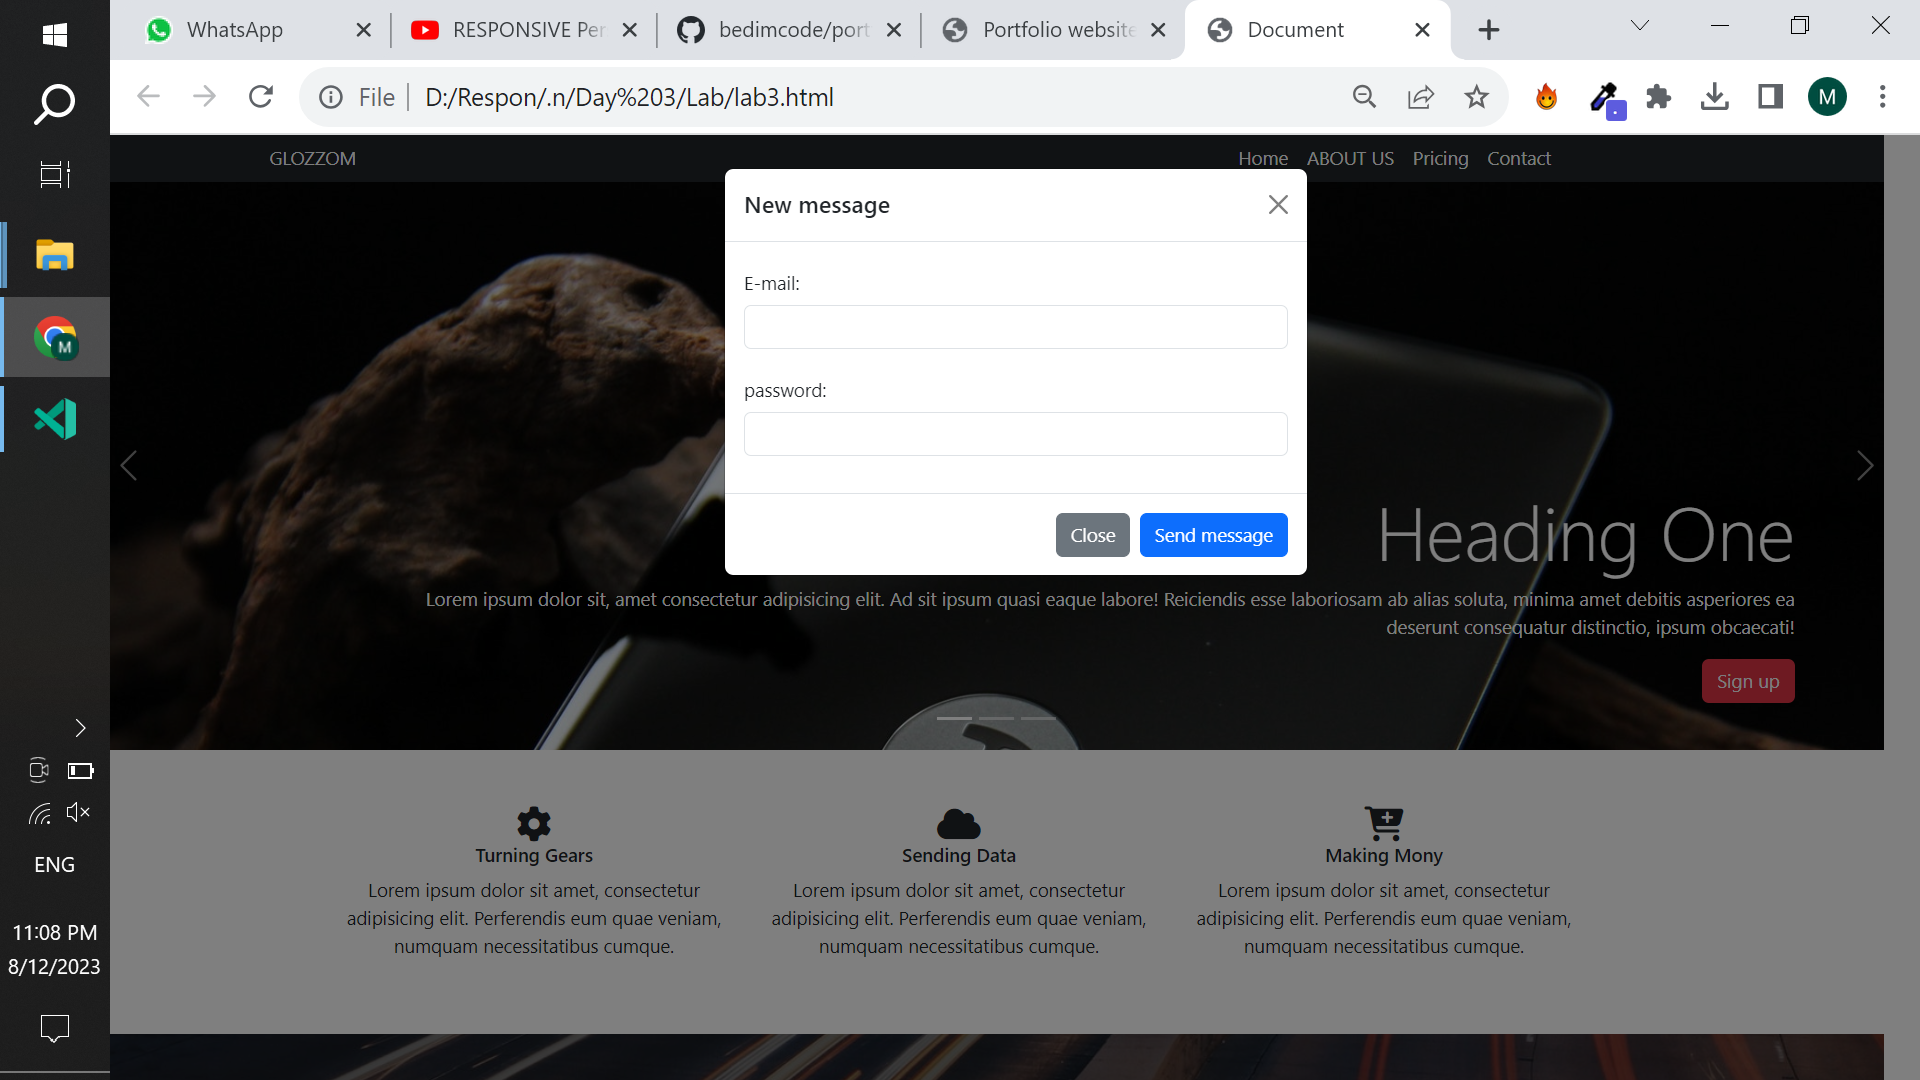 WhatsApp
RESPONSIVE Per
bedimcode/port
Portfolio website
Document
File
D:/Respon/.n/Day%203/Lab/lab3.html
M
GLOZZOM
Home ABOUT US Pricing Contact
New message
E-mail:
password:
Close Send message
Heading One
Lorem ipsum dolor sit, amet consectetur adipisicing elit. Ad sit ipsum quasi eaque labore! Reiciendis esse laboriosam ab alias soluta, minima amet debitis asperiores ea
deserunt consequatur distinctio, ipsum obcaecati!
Sign up
Turning Gears
Lorem ipsum dolor sit amet, consectetur
adipisicing elit. Perferendis eum quae veniam,
numquam necessitatibus cumque.
Sending Data
Lorem ipsum dolor sit amet, consectetur
adipisicing elit. Perferendis eum quae veniam,
numquam necessitatibus cumque.
Making Mony
Lorem ipsum dolor sit amet, consectetur
adipisicing elit. Perferendis eum quae veniam,
numquam necessitatibus cumque.
M
ENG
11:08 PM
8/12/2023